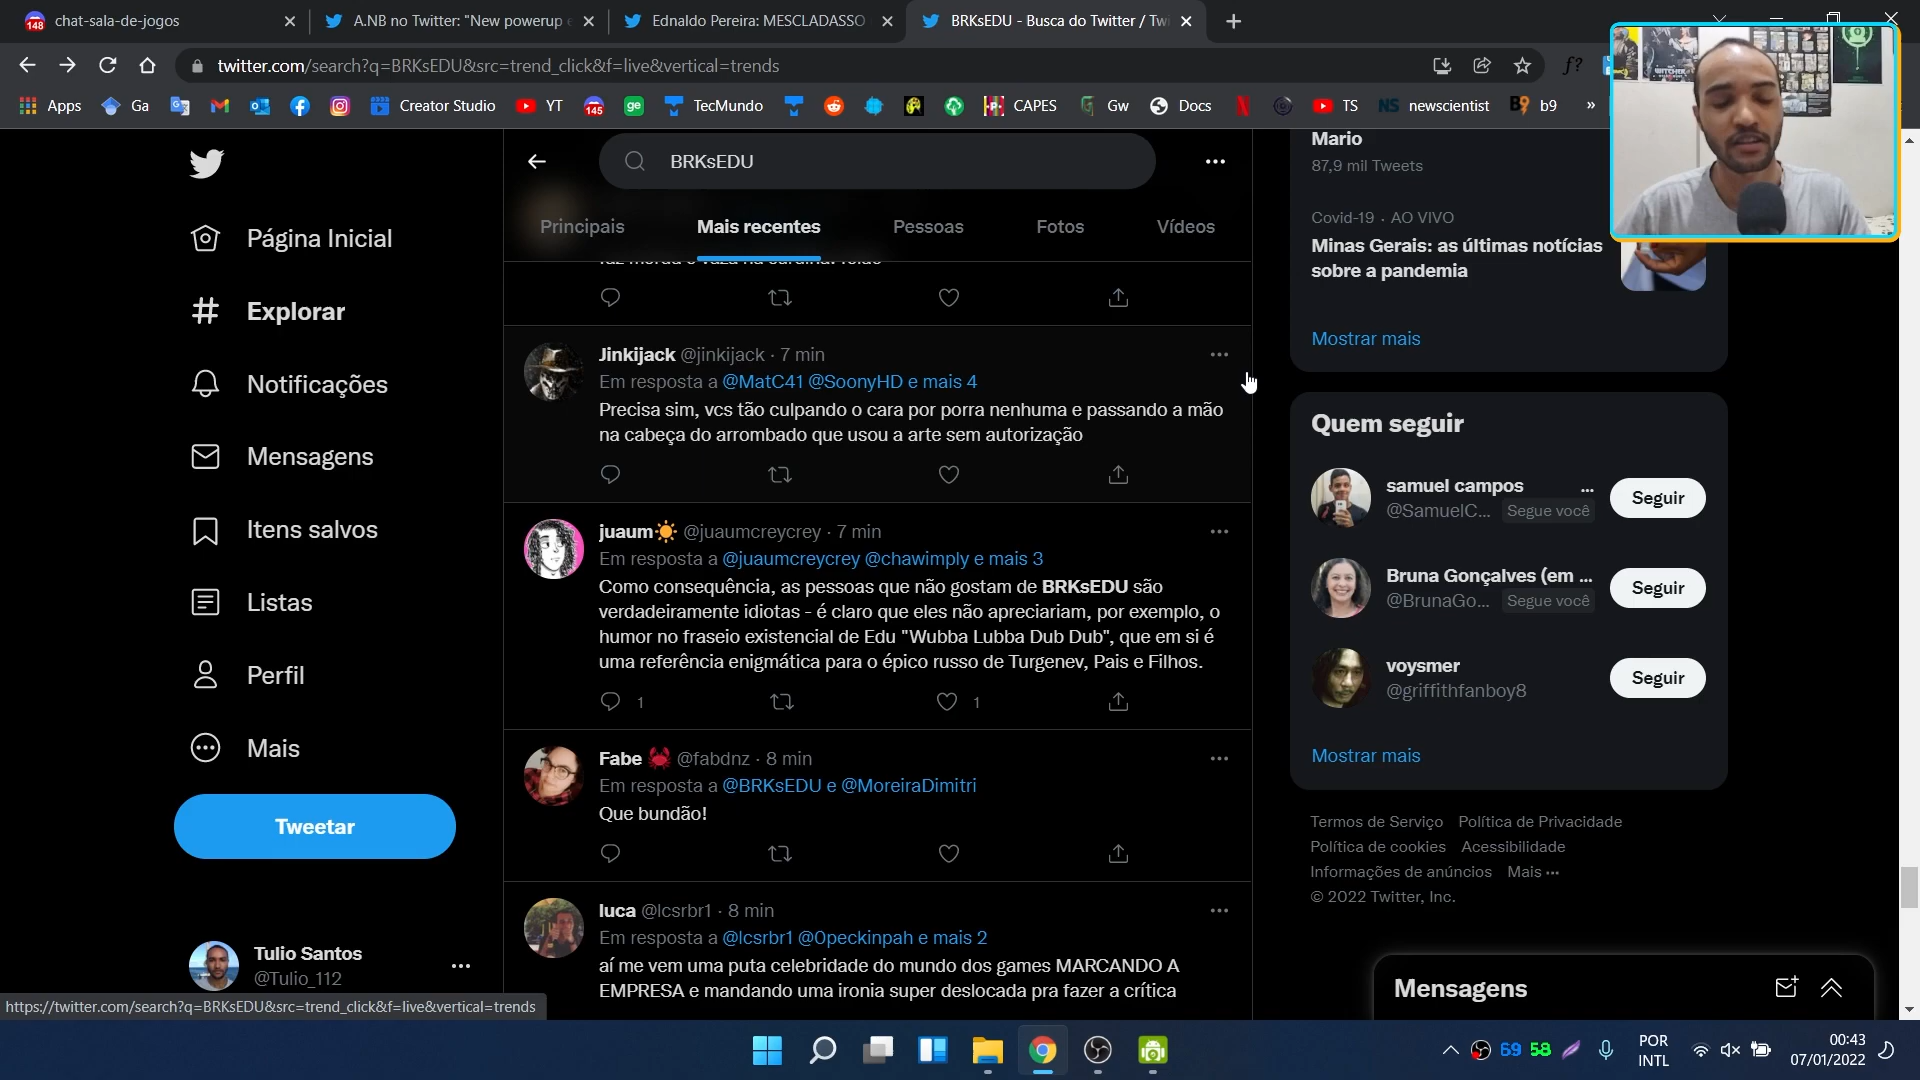 chat-sala-de-jogos
A.NB no Twitter: "New powerup
Ednaldo Pereira: MESCLADASSO
BRKsEDU - Busca do Twitter / Twi
twitter.com/search?q=BRKsEDU&src=trend_click&f=live&vertical=trends
Apps
Ga
Creator Studio
YT
145
ge
TecMundo
CAPES
Gw
Docs
TS
NS newscientist
B9 b9
»
BRKsEDU
Principais
Mais recentes
Pessoas
Fotos
Vídeos
Página Inicial
Explorar
Notificações
Mensagens
Itens salvos
Listas
Perfil
Mais
Tweetar
Tulio Santos
@Tulio_112
https://twitter.com/search?q=BRKsEDU&src=trend_click&f=live&vertical=trends
Jinkijack @jinkijack · 7 min
Em resposta a @MatC41 @SoonyHD e mais 4
Precisa sim, vcs tão culpando o cara por porra nenhuma e passando a mão
na cabeça do arrombado que usou a arte sem autorização
juaum☀️ @juaumcreycrey · 7 min
Em resposta a @juaumcreycrey @chawimply e mais 3
Como consequência, as pessoas que não gostam de BRKsEDU são
verdadeiramente idiotas - é claro que eles não apreciariam, por exemplo, o
humor no fraseio existencial de Edu "Wubba Lubba Dub Dub", que em si é
uma referência enigmática para o épico russo de Turgenev, Pais e Filhos.
1
1
Fabe 🦀 @fabdnz · 8 min
Em resposta a @BRKsEDU e @MoreiraDimitri
Que bundão!
luca @lcsrbr1 · 8 min
Em resposta a @lcsrbr1 @0peckinpah e mais 2
aí me vem uma puta celebridade do mundo dos games MARCANDO A
EMPRESA e mandando uma ironia super deslocada pra fazer a crítica
Mario
87,9 mil Tweets
Covid-19 · AO VIVO
Minas Gerais: as últimas notícias
sobre a pandemia
Mostrar mais
Quem seguir
samuel campos ...
@SamuelC... Segue você
Seguir
Bruna Gonçalves (em ...
@BrunaGo... Segue você
Seguir
voysmer
@griffithfanboy8
Seguir
Mostrar mais
Termos de Serviço Política de Privacidade
Política de cookies Acessibilidade
Informações de anúncios Mais ···
© 2022 Twitter, Inc.
Mensagens
69 58
POR
INTL
00:43
07/01/2022